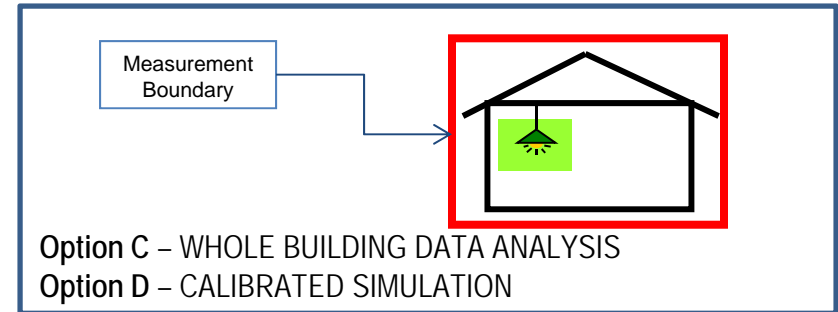 Measurement
Boundary
Option C – WHOLE BUILDING DATA ANALYSIS
Option D – CALIBRATED SIMULATION